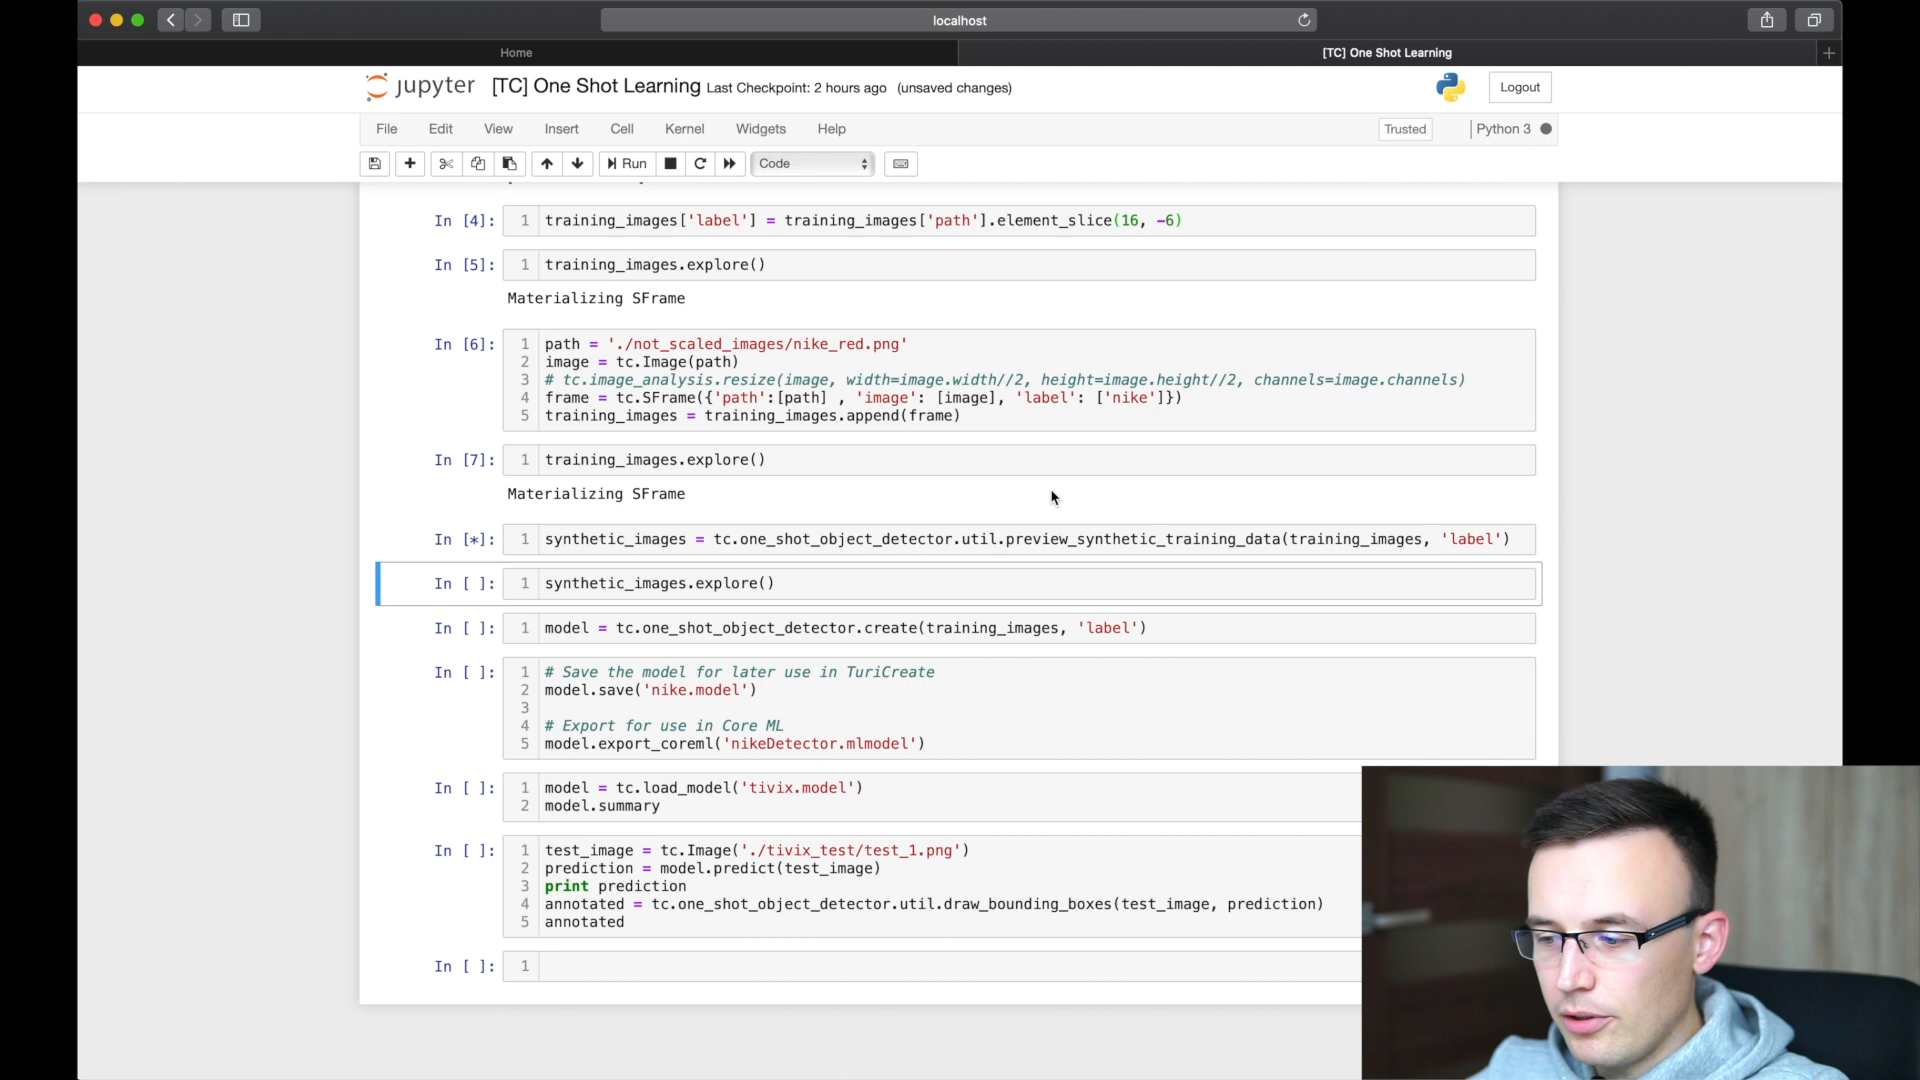 localhost
Home
[TC] One Shot Learning
jupyter [TC] One Shot Learning Last Checkpoint: 2 hours ago (unsaved changes)
Logout
File Edit View Insert Cell Kernel Widgets Help
Trusted Python 3
Run Code
In [4]: 1 training_images['label'] = training_images['path'].element_slice(16, -6)
In [5]: 1 training_images.explore()
Materializing SFrame
In [6]: 1 path = './not_scaled_images/nike_red.png'
2 image = tc.Image(path)
3 # tc.image_analysis.resize(image, width=image.width//2, height=image.height//2, channels=image.channels)
4 frame = tc.SFrame({'path':[path] , 'image': [image], 'label': ['nike']})
5 training_images = training_images.append(frame)
In [7]: 1 training_images.explore()
Materializing SFrame
In [*]: 1 synthetic_images = tc.one_shot_object_detector.util.preview_synthetic_training_data(training_images, 'label')
In [ ]: 1 synthetic_images.explore()
In [ ]: 1 model = tc.one_shot_object_detector.create(training_images, 'label')
In [ ]: 1 # Save the model for later use in TuriCreate
2 model.save('nike.model')
3
4 # Export for use in Core ML
5 model.export_coreml('nikeDetector.mlmodel')
In [ ]: 1 model = tc.load_model('tivix.model')
2 model.summary
In [ ]: 1 test_image = tc.Image('./tivix_test/test_1.png')
2 prediction = model.predict(test_image)
3 print prediction
4 annotated = tc.one_shot_object_detector.util.draw_bounding_boxes(test_image, prediction)
5 annotated
In [ ]: 1